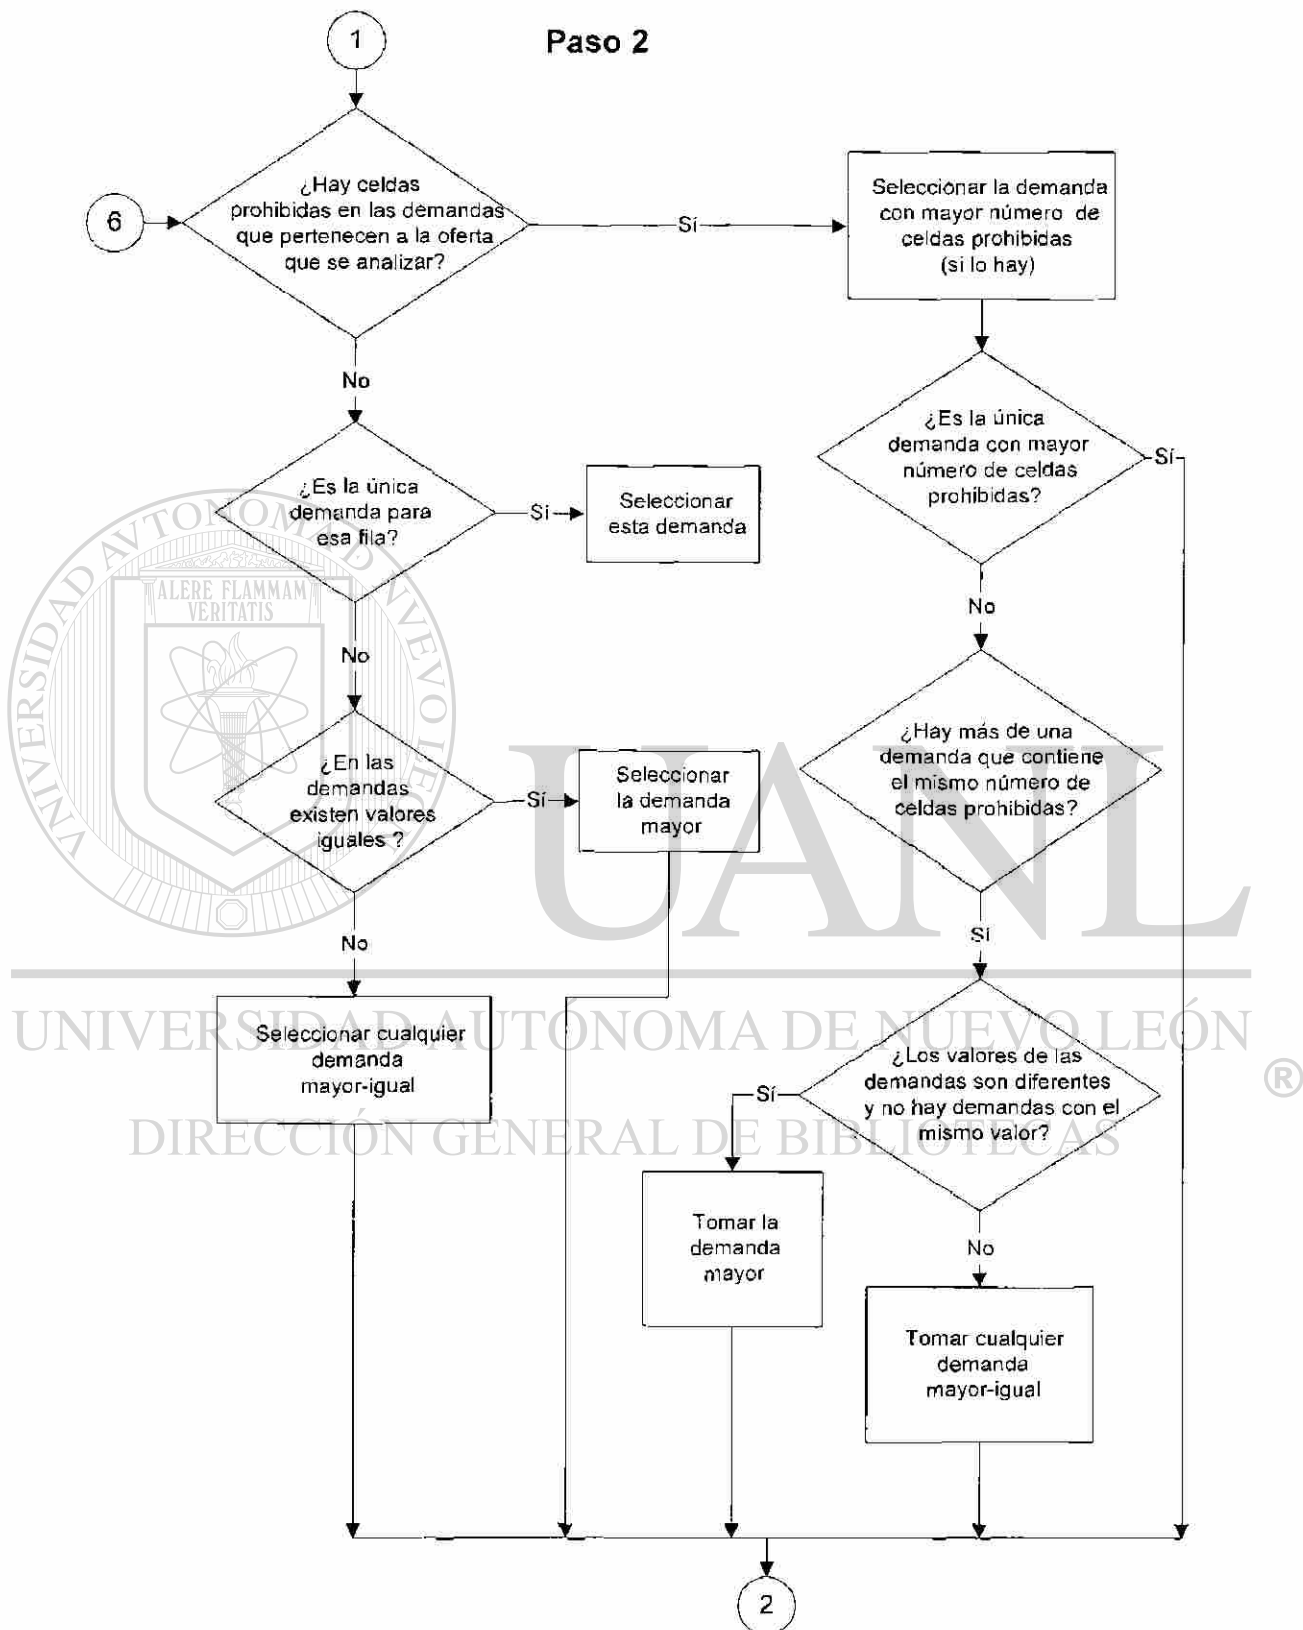 1
Paso 2
¿Hay celdas
prohibidas en las demandas
que pertenecen a la oferta
que se analizar?
6
Sí
Seleccionar la demanda
con mayor número de
celdas prohibidas
(si lo hay)
No
¿Es la única
demanda con mayor
número de celdas
prohibidas?
Sí
¿Es la única
demanda para
esa fila?
Sí
Seleccionar
esta demanda
No
No
¿En las
demandas
existen valores
iguales ?
Sí
Seleccionar
la demanda
mayor
¿Hay más de una
demanda que contiene
el mismo número de
celdas prohibidas?
No
Sí
Seleccionar cualquier
demanda
mayor-igual
¿Los valores de las
demandas son diferentes
y no hay demandas con el
mismo valor?
Sí
Tomar la
demanda
mayor
No
Tomar cualquier
demanda
mayor-igual
2
UNIVERSIDAD AUTÓNOMA DE NUEVO LEÓN
ALERE FLAMMAM
VERITATIS
UANL
UNIVERSIDAD AUTÓNOMA DE NUEVO LEÓN
®
DIRECCIÓN GENERAL DE BIBLIOTECAS